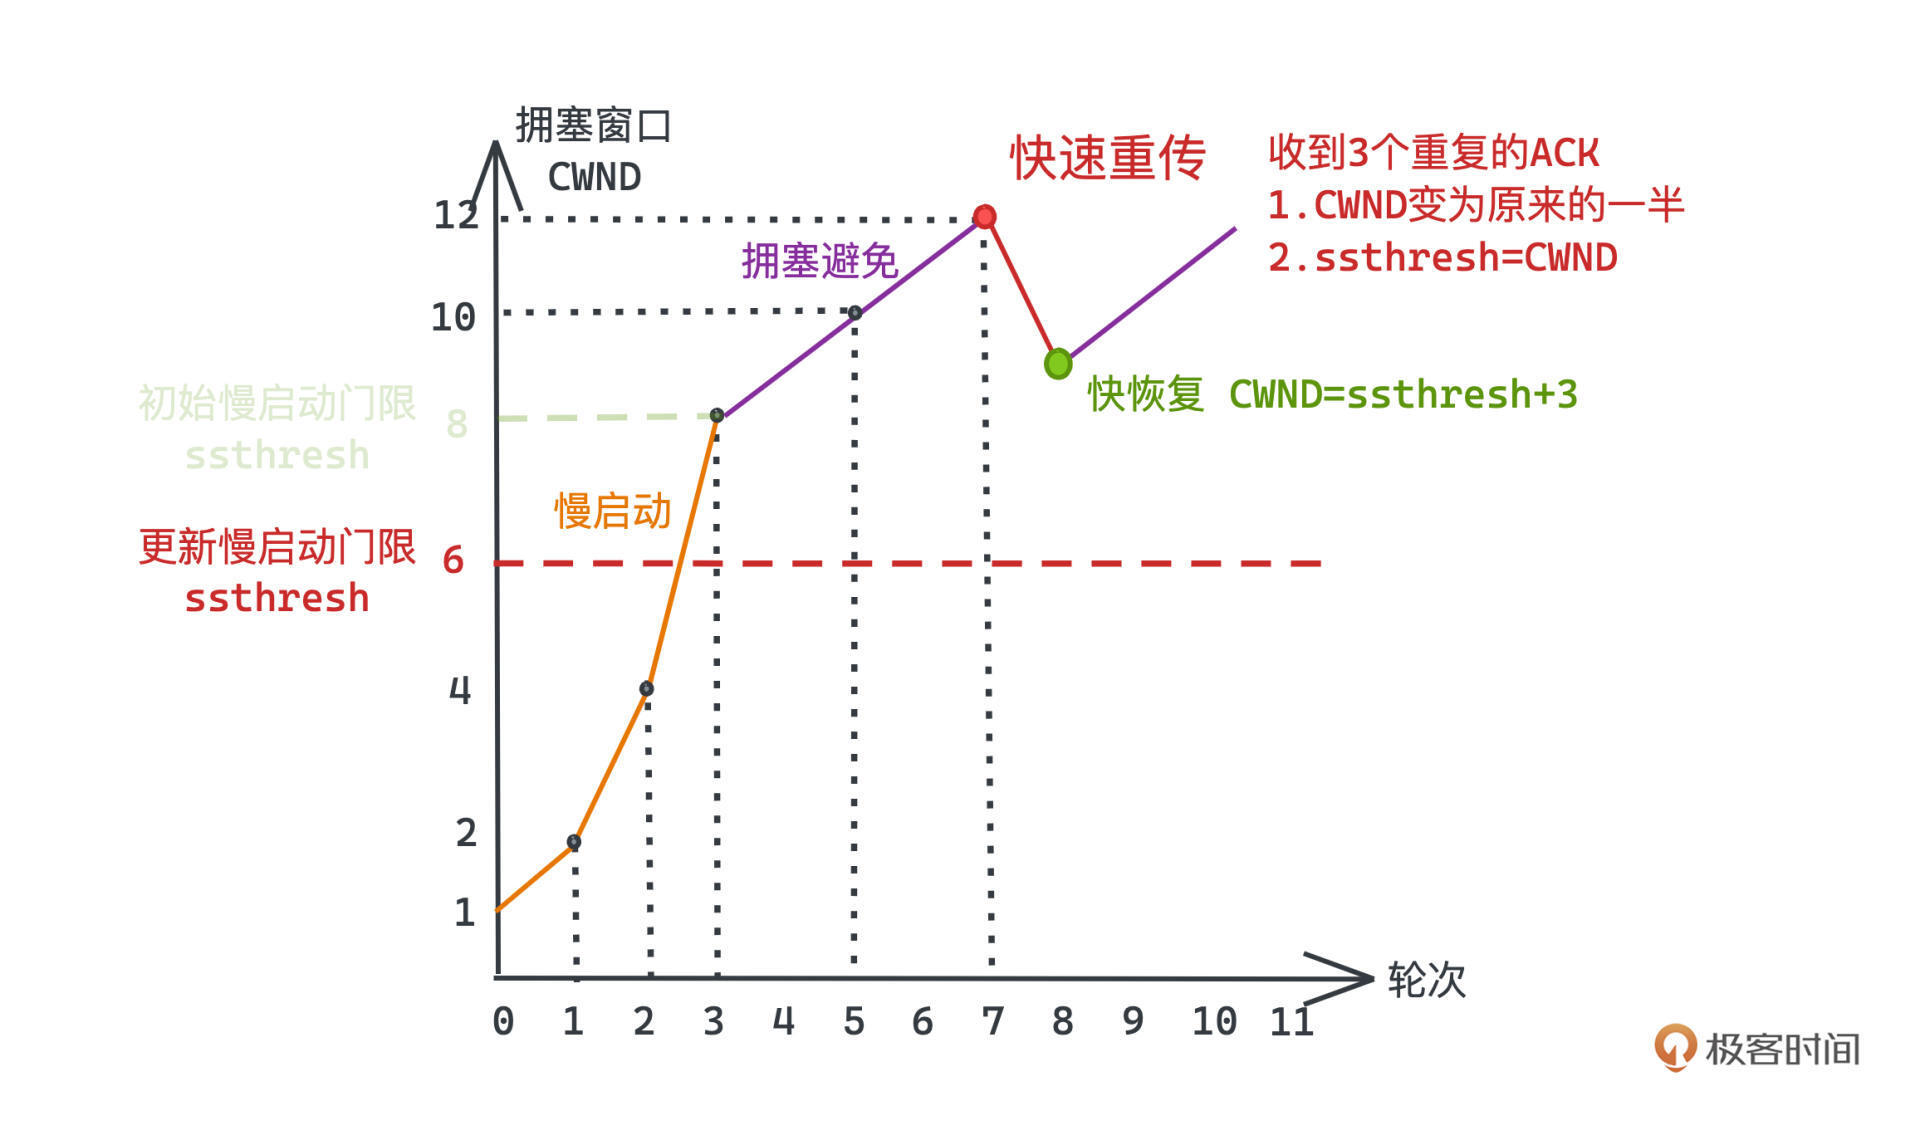 拥塞窗口
CWND
快速重传
收到3个重复的ACK
1.CWND变为原来的一半
2.ssthresh=CWND
12
拥塞避免
10
快恢复 CWND=ssthresh+3
初始慢启动门限
ssthresh
8
慢启动
更新慢启动门限
ssthresh
6
4
2
1
轮次
0 1 2 3 4 5 6 7 8 9 10 11
极客时间